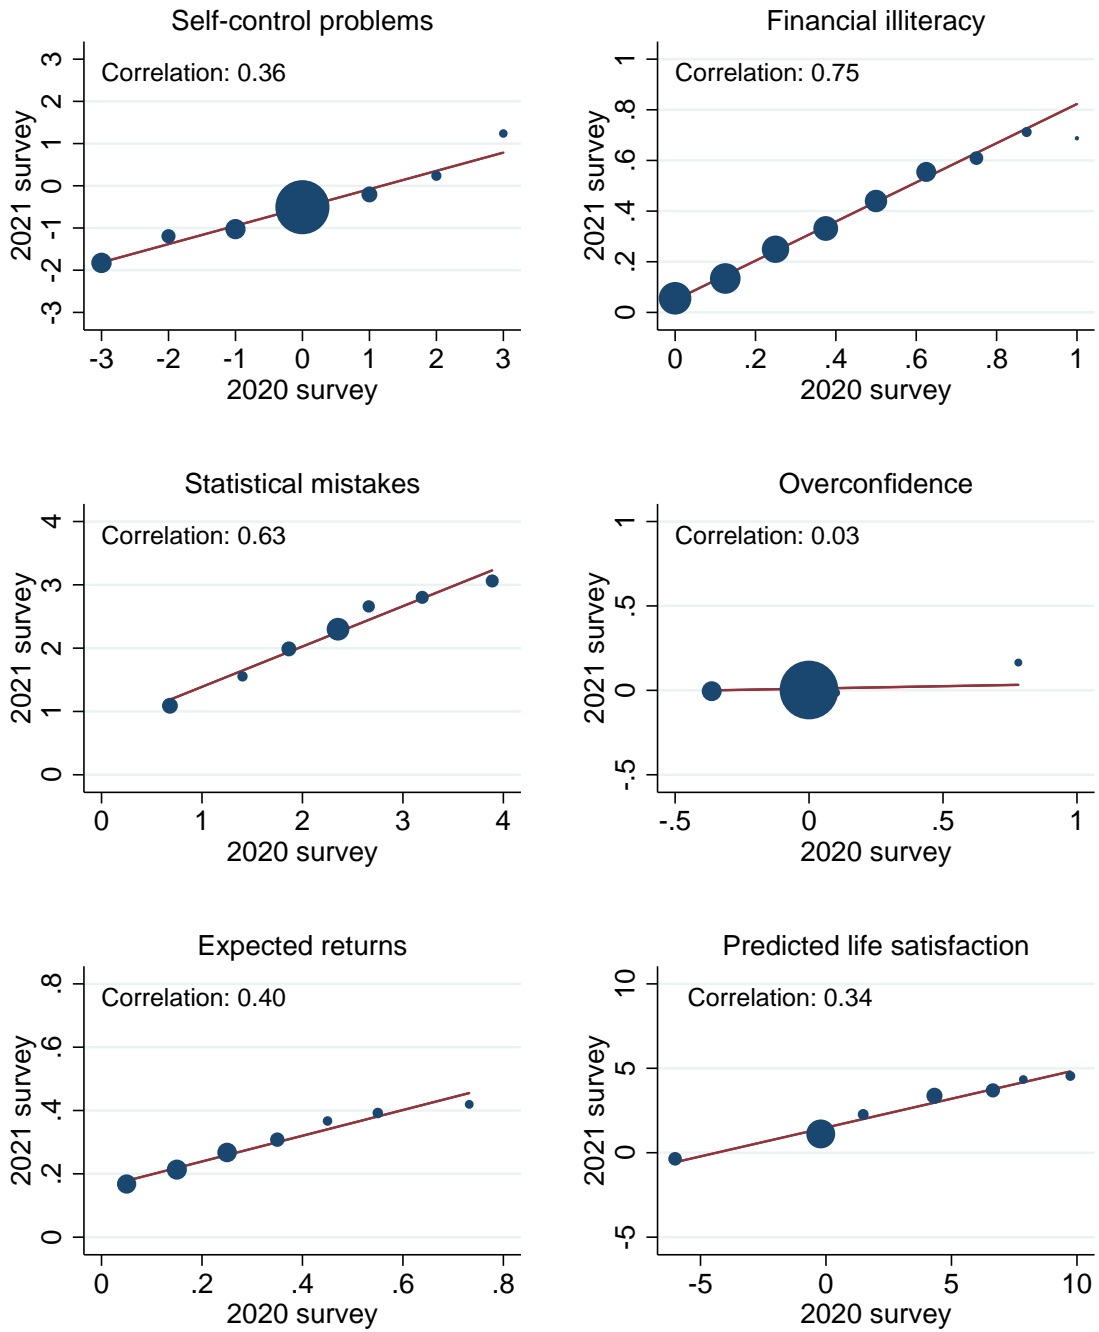 Self-control problems
Correlation: 0.36
2021 survey
3
2
1
0
-1
-2
-3
-3 -2 -1 0 1 2 3
2020 survey
Financial illiteracy
Correlation: 0.75
2021 survey
1
.8
.6
.4
.2
0
0 .2 .4 .6 .8 1
2020 survey
Statistical mistakes
Correlation: 0.63
2021 survey
4
3
2
1
0
0 1 2 3 4
2020 survey
Overconfidence
Correlation: 0.03
2021 survey
1
.5
0
-.5
-.5 0 .5 1
2020 survey
Expected returns
Correlation: 0.40
2021 survey
.8
.6
.4
.2
0
0 .2 .4 .6 .8
2020 survey
Predicted life satisfaction
Correlation: 0.34
2021 survey
10
5
0
-5
-5 0 5 10
2020 survey